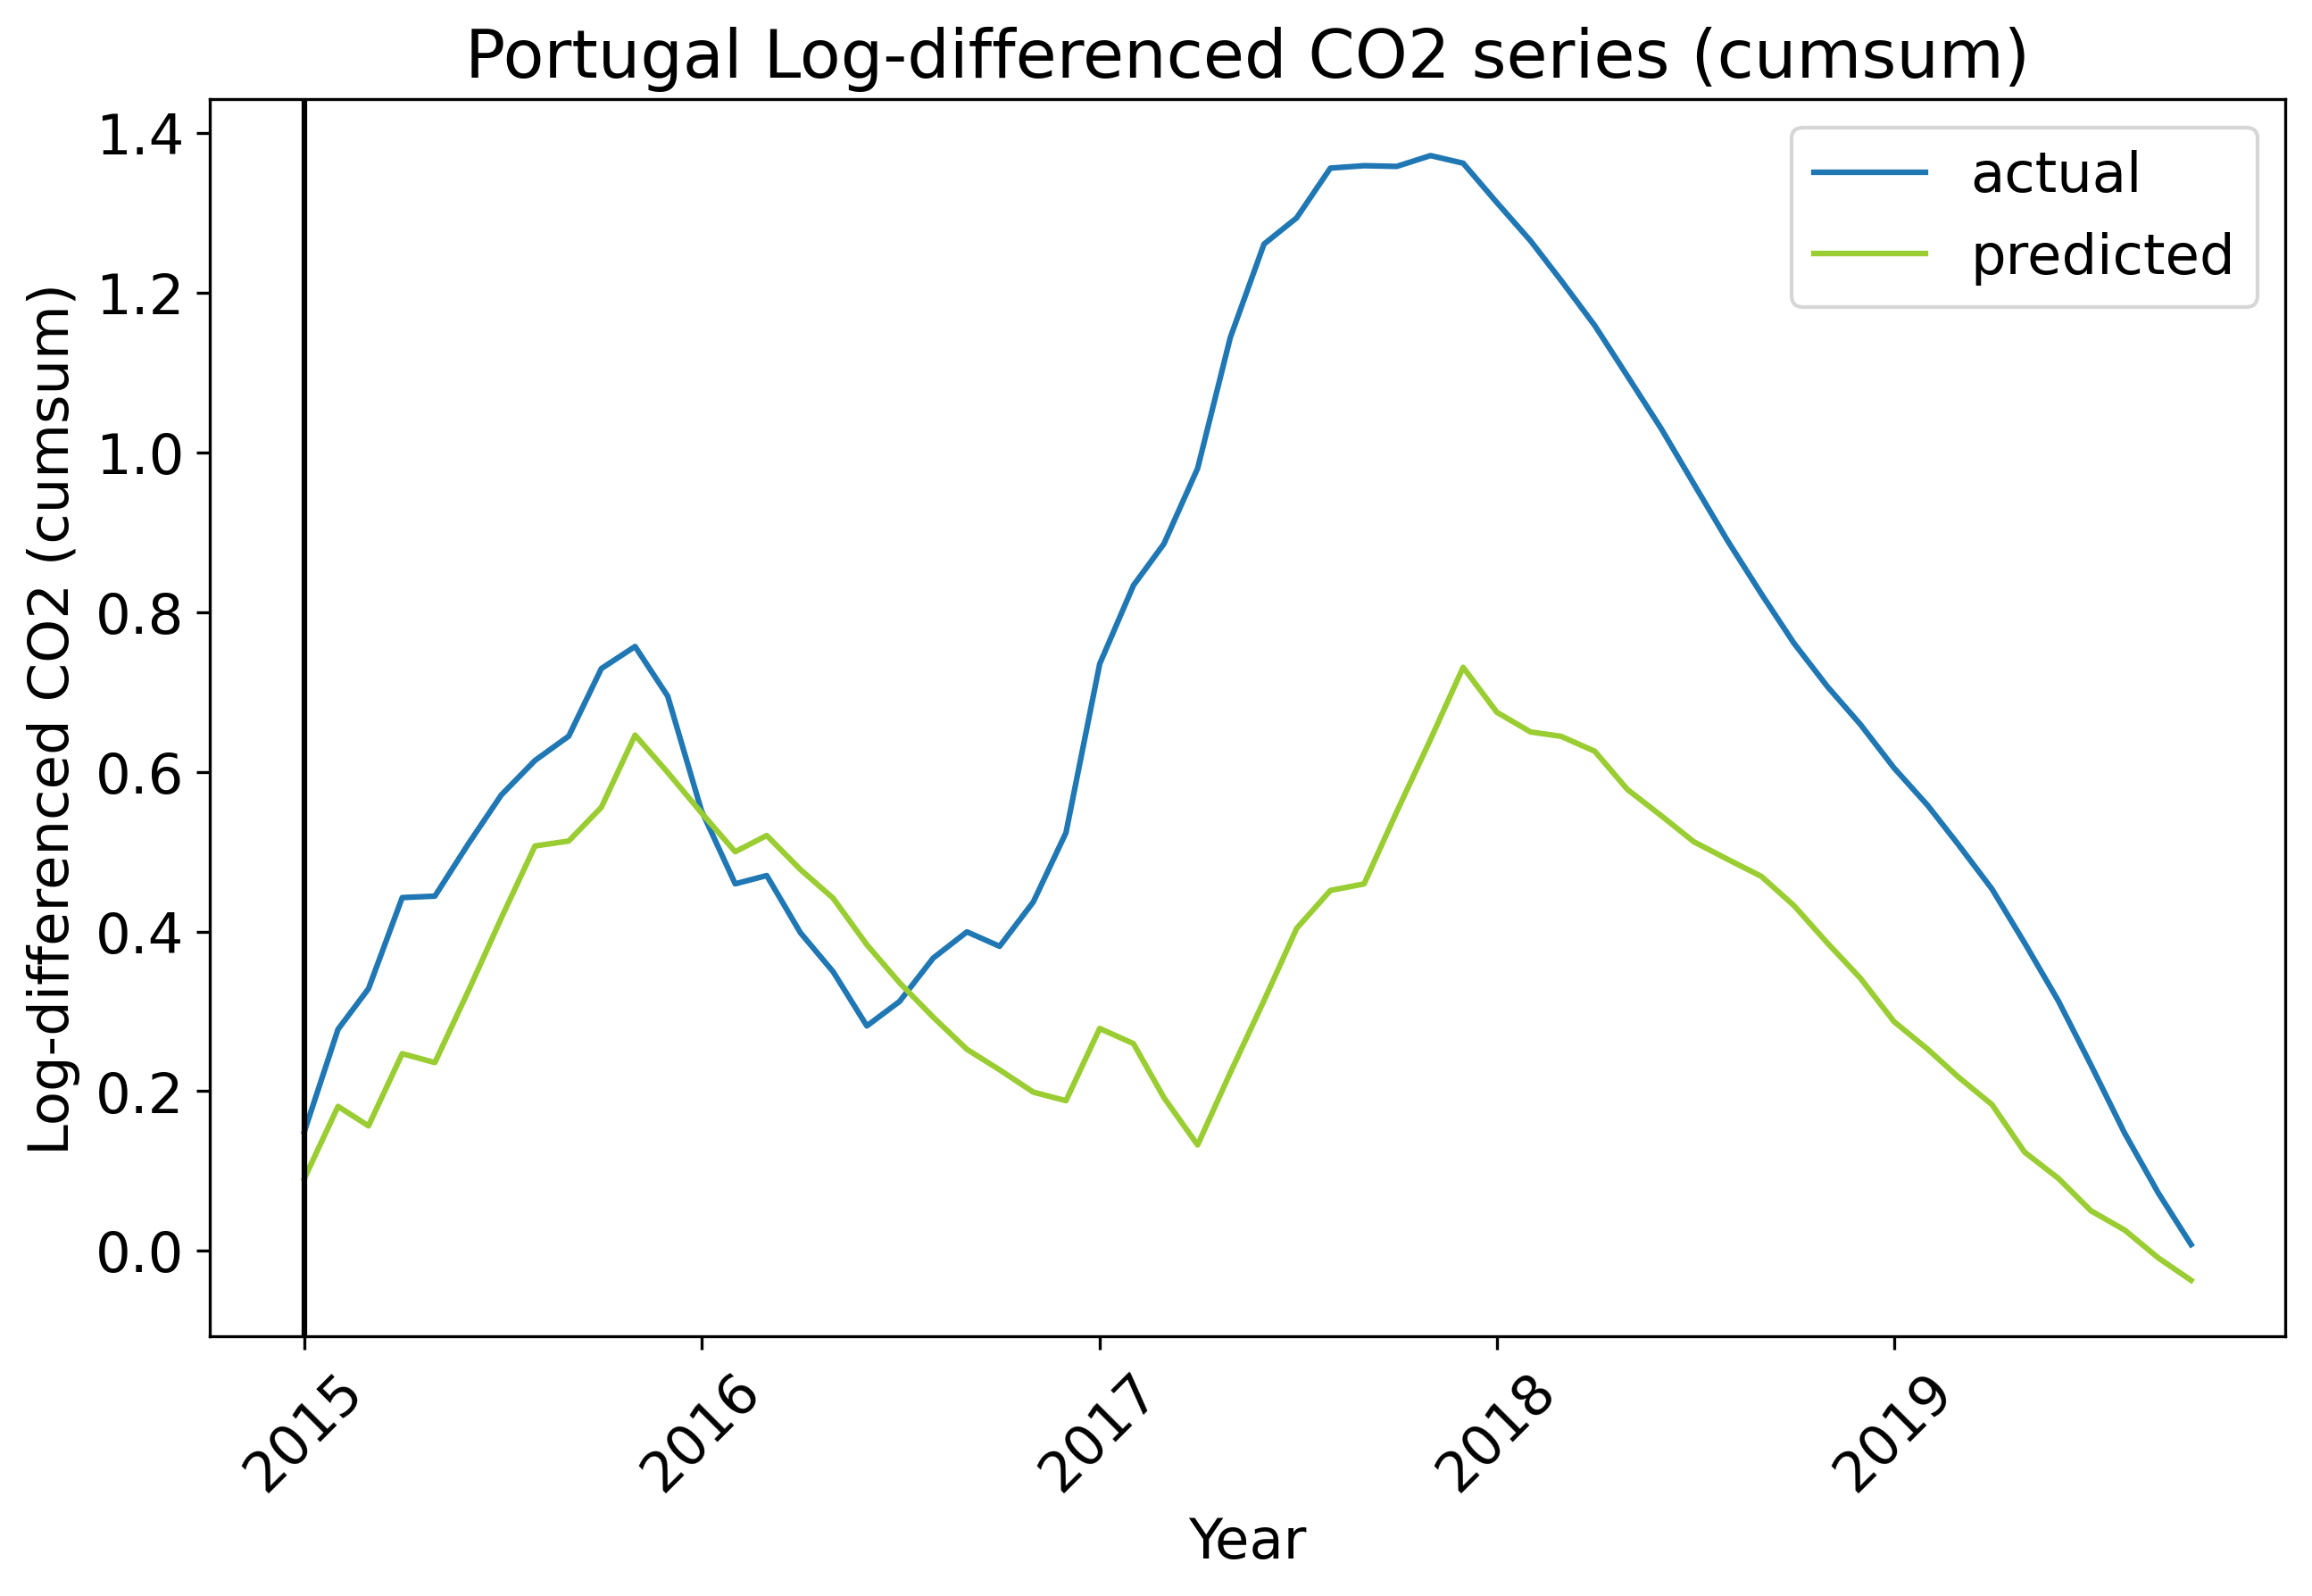 Portugal Log-differenced CO2 series (cumsum)
Log-differenced CO2 (cumsum)
1.4
1.2
1.0
0.8
0.6
0.4
0.2
0.0
actual
predicted
2015
2016
2017
2018
2019
Year